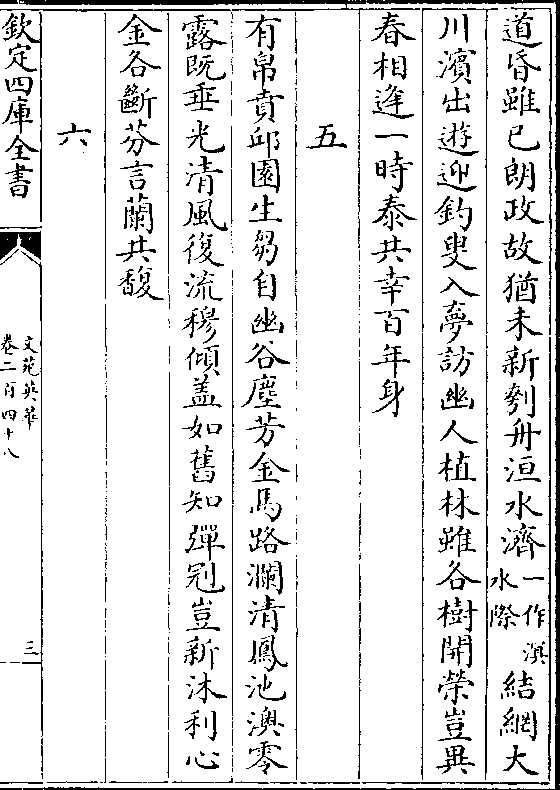 道昏雖已朗政故猶未新刳舟洹水濟一作淇水際結網大
川濱出遊迎釣叟入夢訪幽人植林雖各樹開榮豈異
春相逢一時泰共幸百年身
五
有帛賁邱園生芻自幽谷塵芳金馬路瀾清鳳池澳零
露既垂光清風復流穆傾盖如舊知彈冠豈新沐利心
金各斷芬言蘭共馥
六
欽定四庫全書
文苑英華
卷二百四十八
三